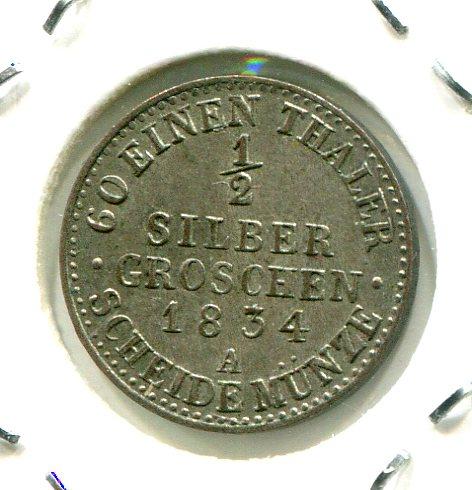 60 EINEN THALER
1/2
SILBER
· GROSCHEN ·
1834
A
SCHEIDEMÜNZE